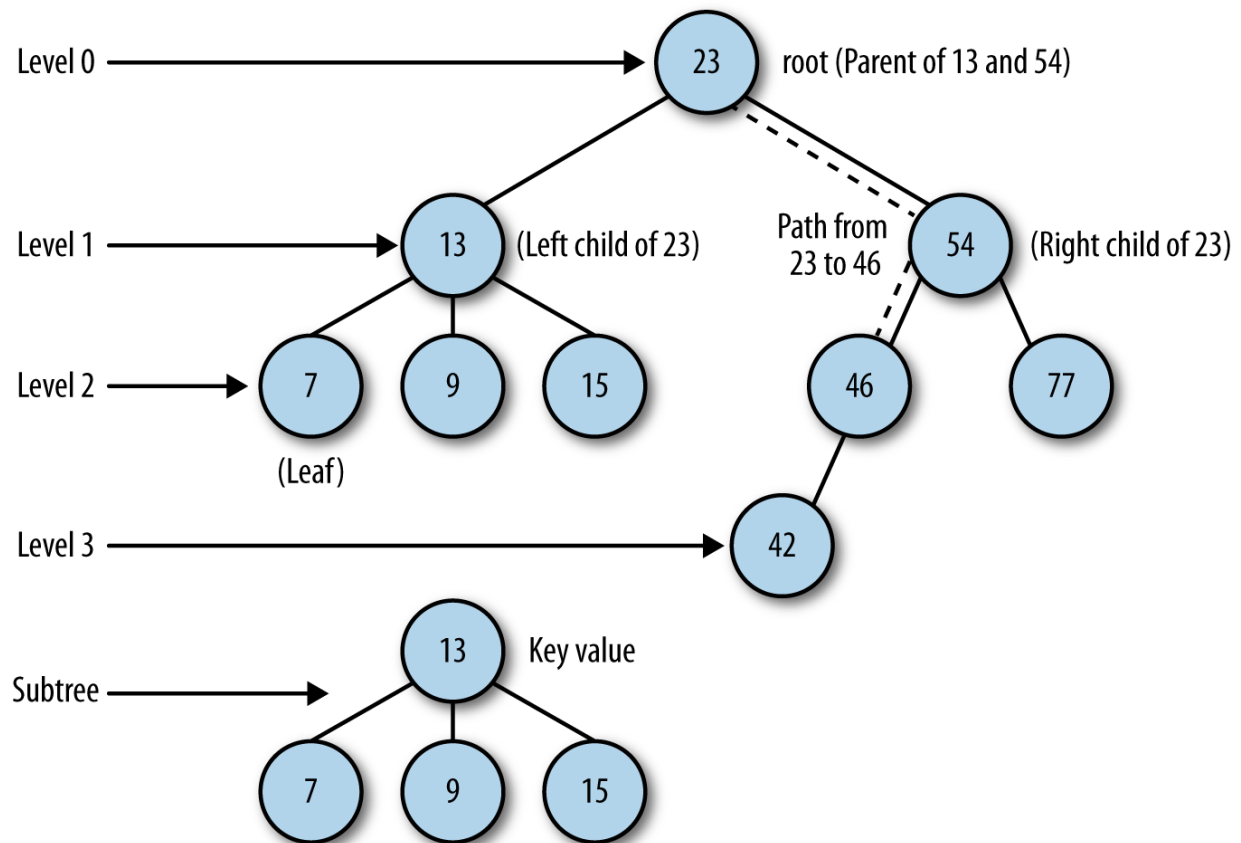 Level 0
23
root (Parent of 13 and 54)
Level 1
13
(Left child of 23)
Path from
23 to 46
54
(Right child of 23)
Level 2
7
9
15
46
77
(Leaf)
Level 3
42
13
Key value
Subtree
7
9
15